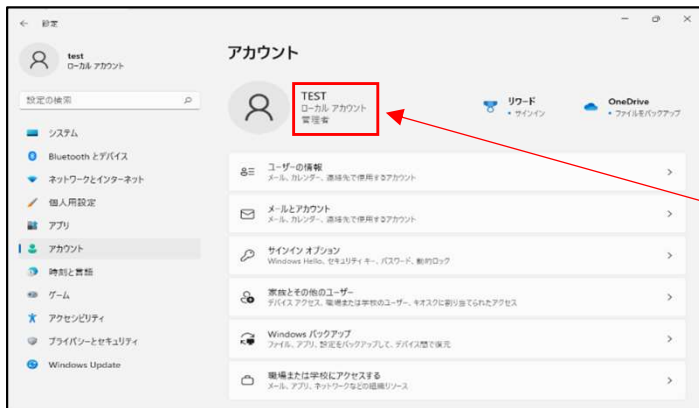 ← 設定
test
ローカル アカウント
設定の検索
システム
Bluetooth とデバイス
ネットワークとインターネット
個人用設定
アプリ
アカウント
時刻と言語
ゲーム
アクセシビリティ
プライバシーとセキュリティ
Windows Update
アカウント
TEST
ローカル アカウント
管理者
リワード
• サインイン
OneDrive
• ファイルをバックアップ
ユーザーの情報
メール、カレンダー、連絡先で使用するアカウント
メールとアカウント
メール、カレンダー、連絡先で使用するアカウント
サインイン オプション
Windows Hello、セキュリティ キー、パスワード、動的ロック
家族とその他のユーザー
デバイス アクセス、職場または学校のユーザー、キオスクに割り当てられたアクセス
Windows バックアップ
ファイル、アプリ、設定をバックアップして、デバイス間で復元
職場または学校にアクセスする
メール、アプリ、ネットワークなどの組織リソース